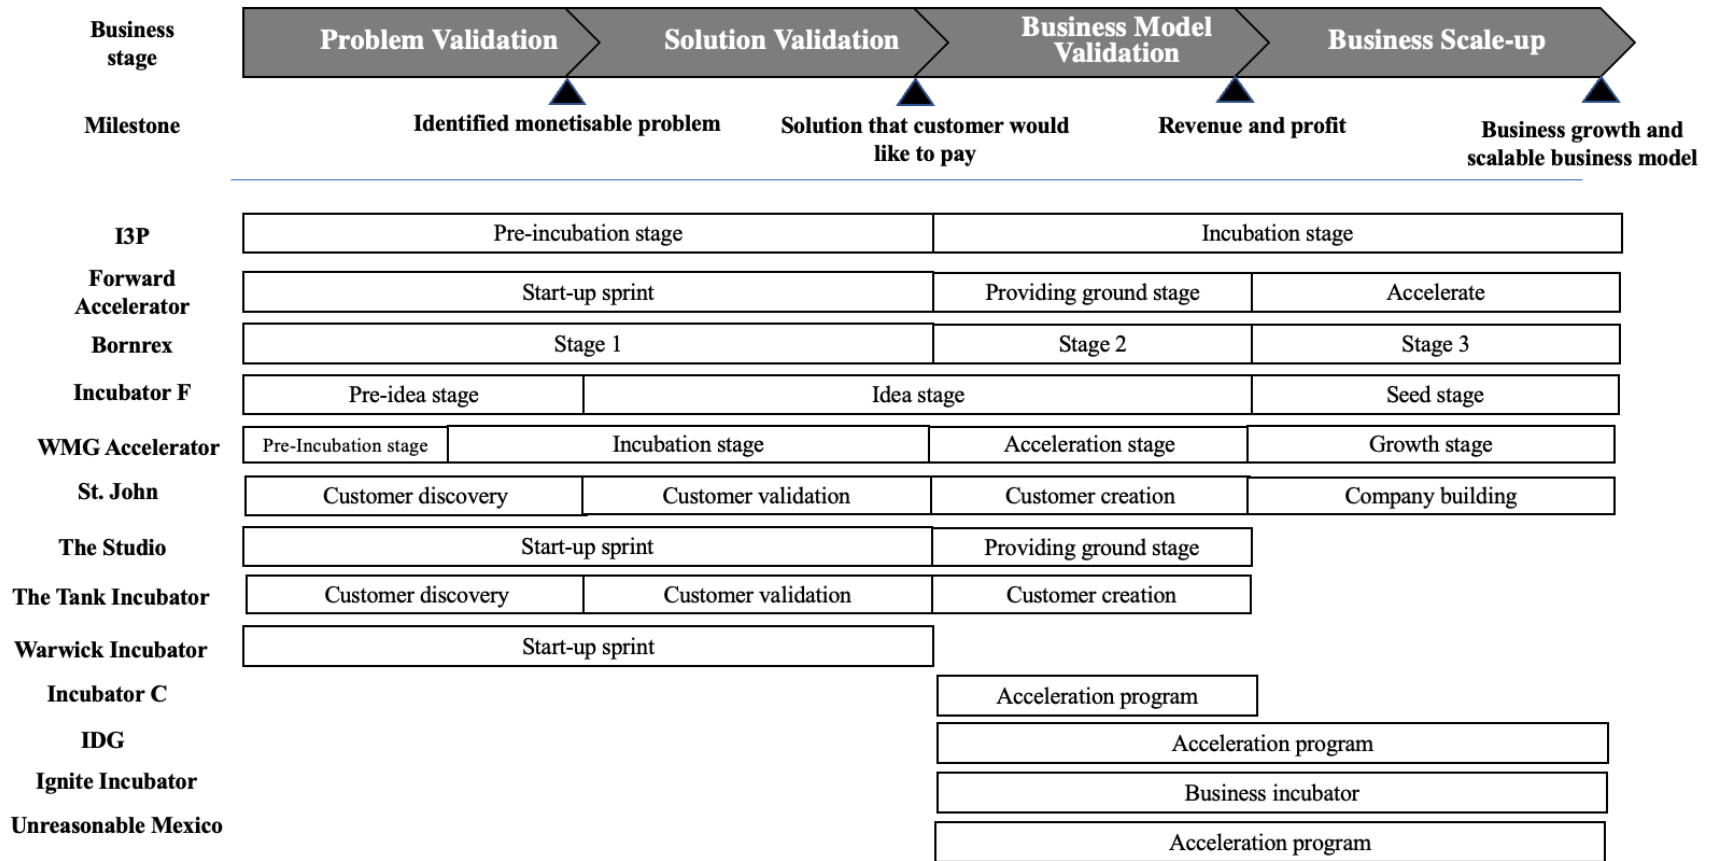 Business
stage
Problem Validation
Solution Validation
Business Model
Validation
Business Scale-up
Milestone
Identified monetisable problem
Solution that customer would
like to pay
Revenue and profit
Business growth and
scalable business model
I3P
Pre-incubation stage
Incubation stage
Forward
Accelerator
Start-up sprint
Providing ground stage
Accelerate
Bornrex
Stage 1
Stage 2
Stage 3
Incubator F
Pre-idea stage
Idea stage
Seed stage
WMG Accelerator
Pre-Incubation stage
Incubation stage
Acceleration stage
Growth stage
St. John
Customer discovery
Customer validation
Customer creation
Company building
The Studio
Start-up sprint
Providing ground stage
The Tank Incubator
Customer discovery
Customer validation
Customer creation
Warwick Incubator
Start-up sprint
Incubator C
Acceleration program
IDG
Acceleration program
Ignite Incubator
Business incubator
Unreasonable Mexico
Acceleration program